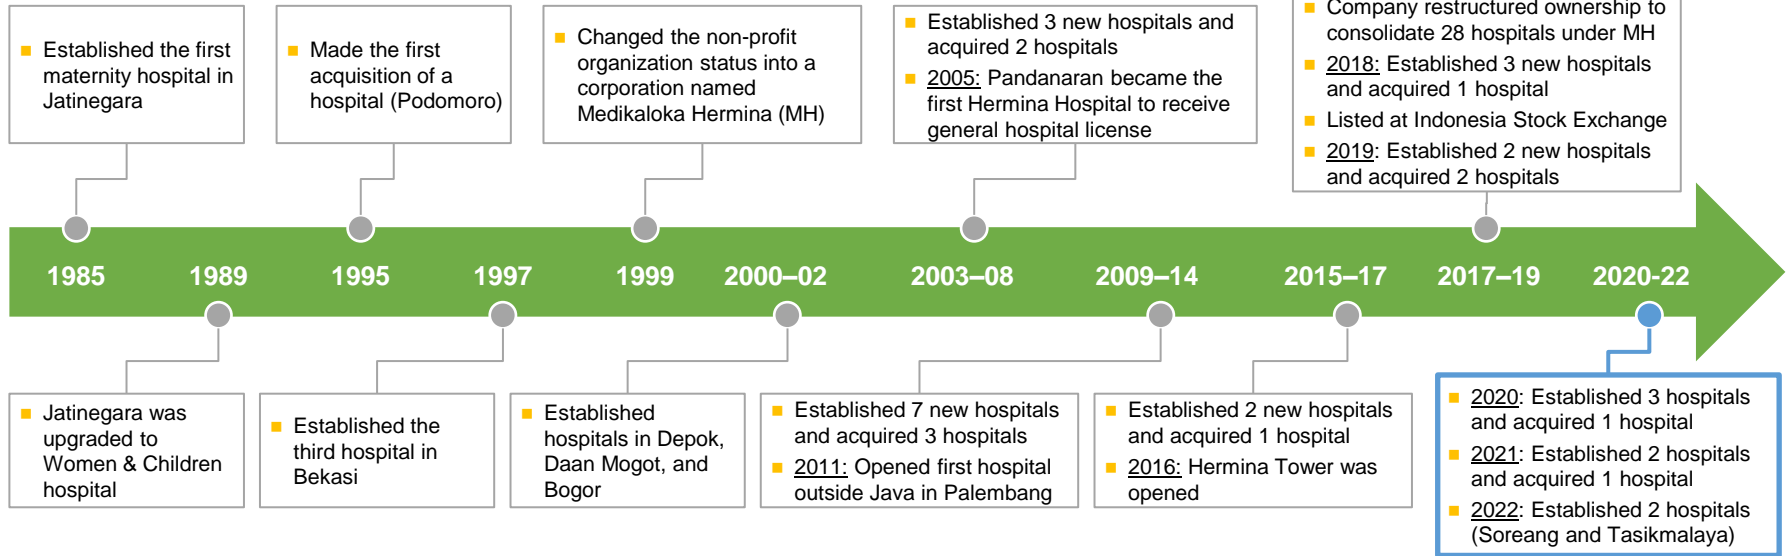 Established the first
maternity hospital in
Jatinegara
Made the first
acquisition of a
hospital (Podomoro)
Changed the non-profit
organization status into a
corporation named
Medikaloka Hermina (MH)
Established 3 new hospitals and
acquired 2 hospitals
2005: Pandanaran became the
first Hermina Hospital to receive
general hospital license
Company restructured ownership to
consolidate 28 hospitals under MH
2018: Established 3 new hospitals
and acquired 1 hospital
Listed at Indonesia Stock Exchange
2019: Established 2 new hospitals
and acquired 2 hospitals
1985
1989
1995
1997
1999
2000–02
2003–08
2009–14
2015–17
2017–19
2020-22
Jatinegara was
upgraded to
Women & Children
hospital
Established the
third hospital in
Bekasi
Established
hospitals in Depok,
Daan Mogot, and
Bogor
Established 7 new hospitals
and acquired 3 hospitals
2011: Opened first hospital
outside Java in Palembang
Established 2 new hospitals
and acquired 1 hospital
2016: Hermina Tower was
opened
2020: Established 3 hospitals
and acquired 1 hospital
2021: Established 2 hospitals
and acquired 1 hospital
2022: Established 2 hospitals
(Soreang and Tasikmalaya)